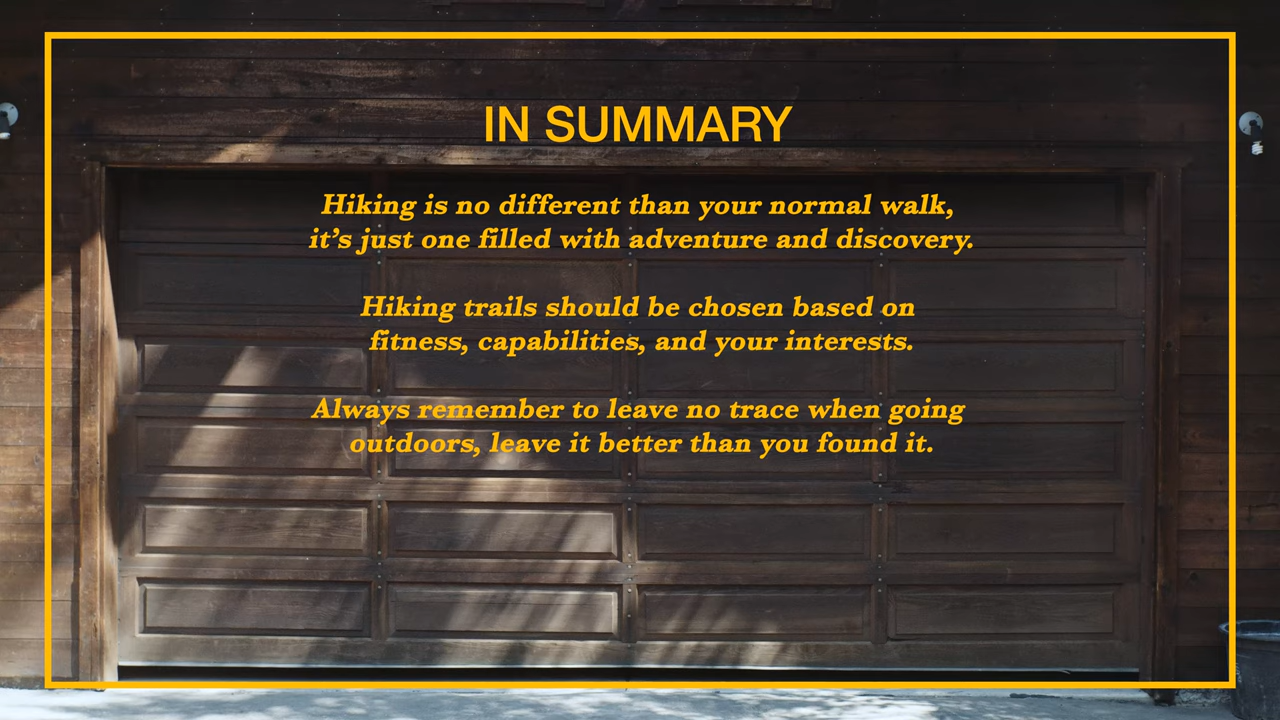 IN SUMMARY
Hiking is no different than your normal walk,
it’s just one filled with adventure and discovery.
Hiking trails should be chosen based on
fitness, capabilities, and your interests.
Always remember to leave no trace when going
outdoors, leave it better than you found it.